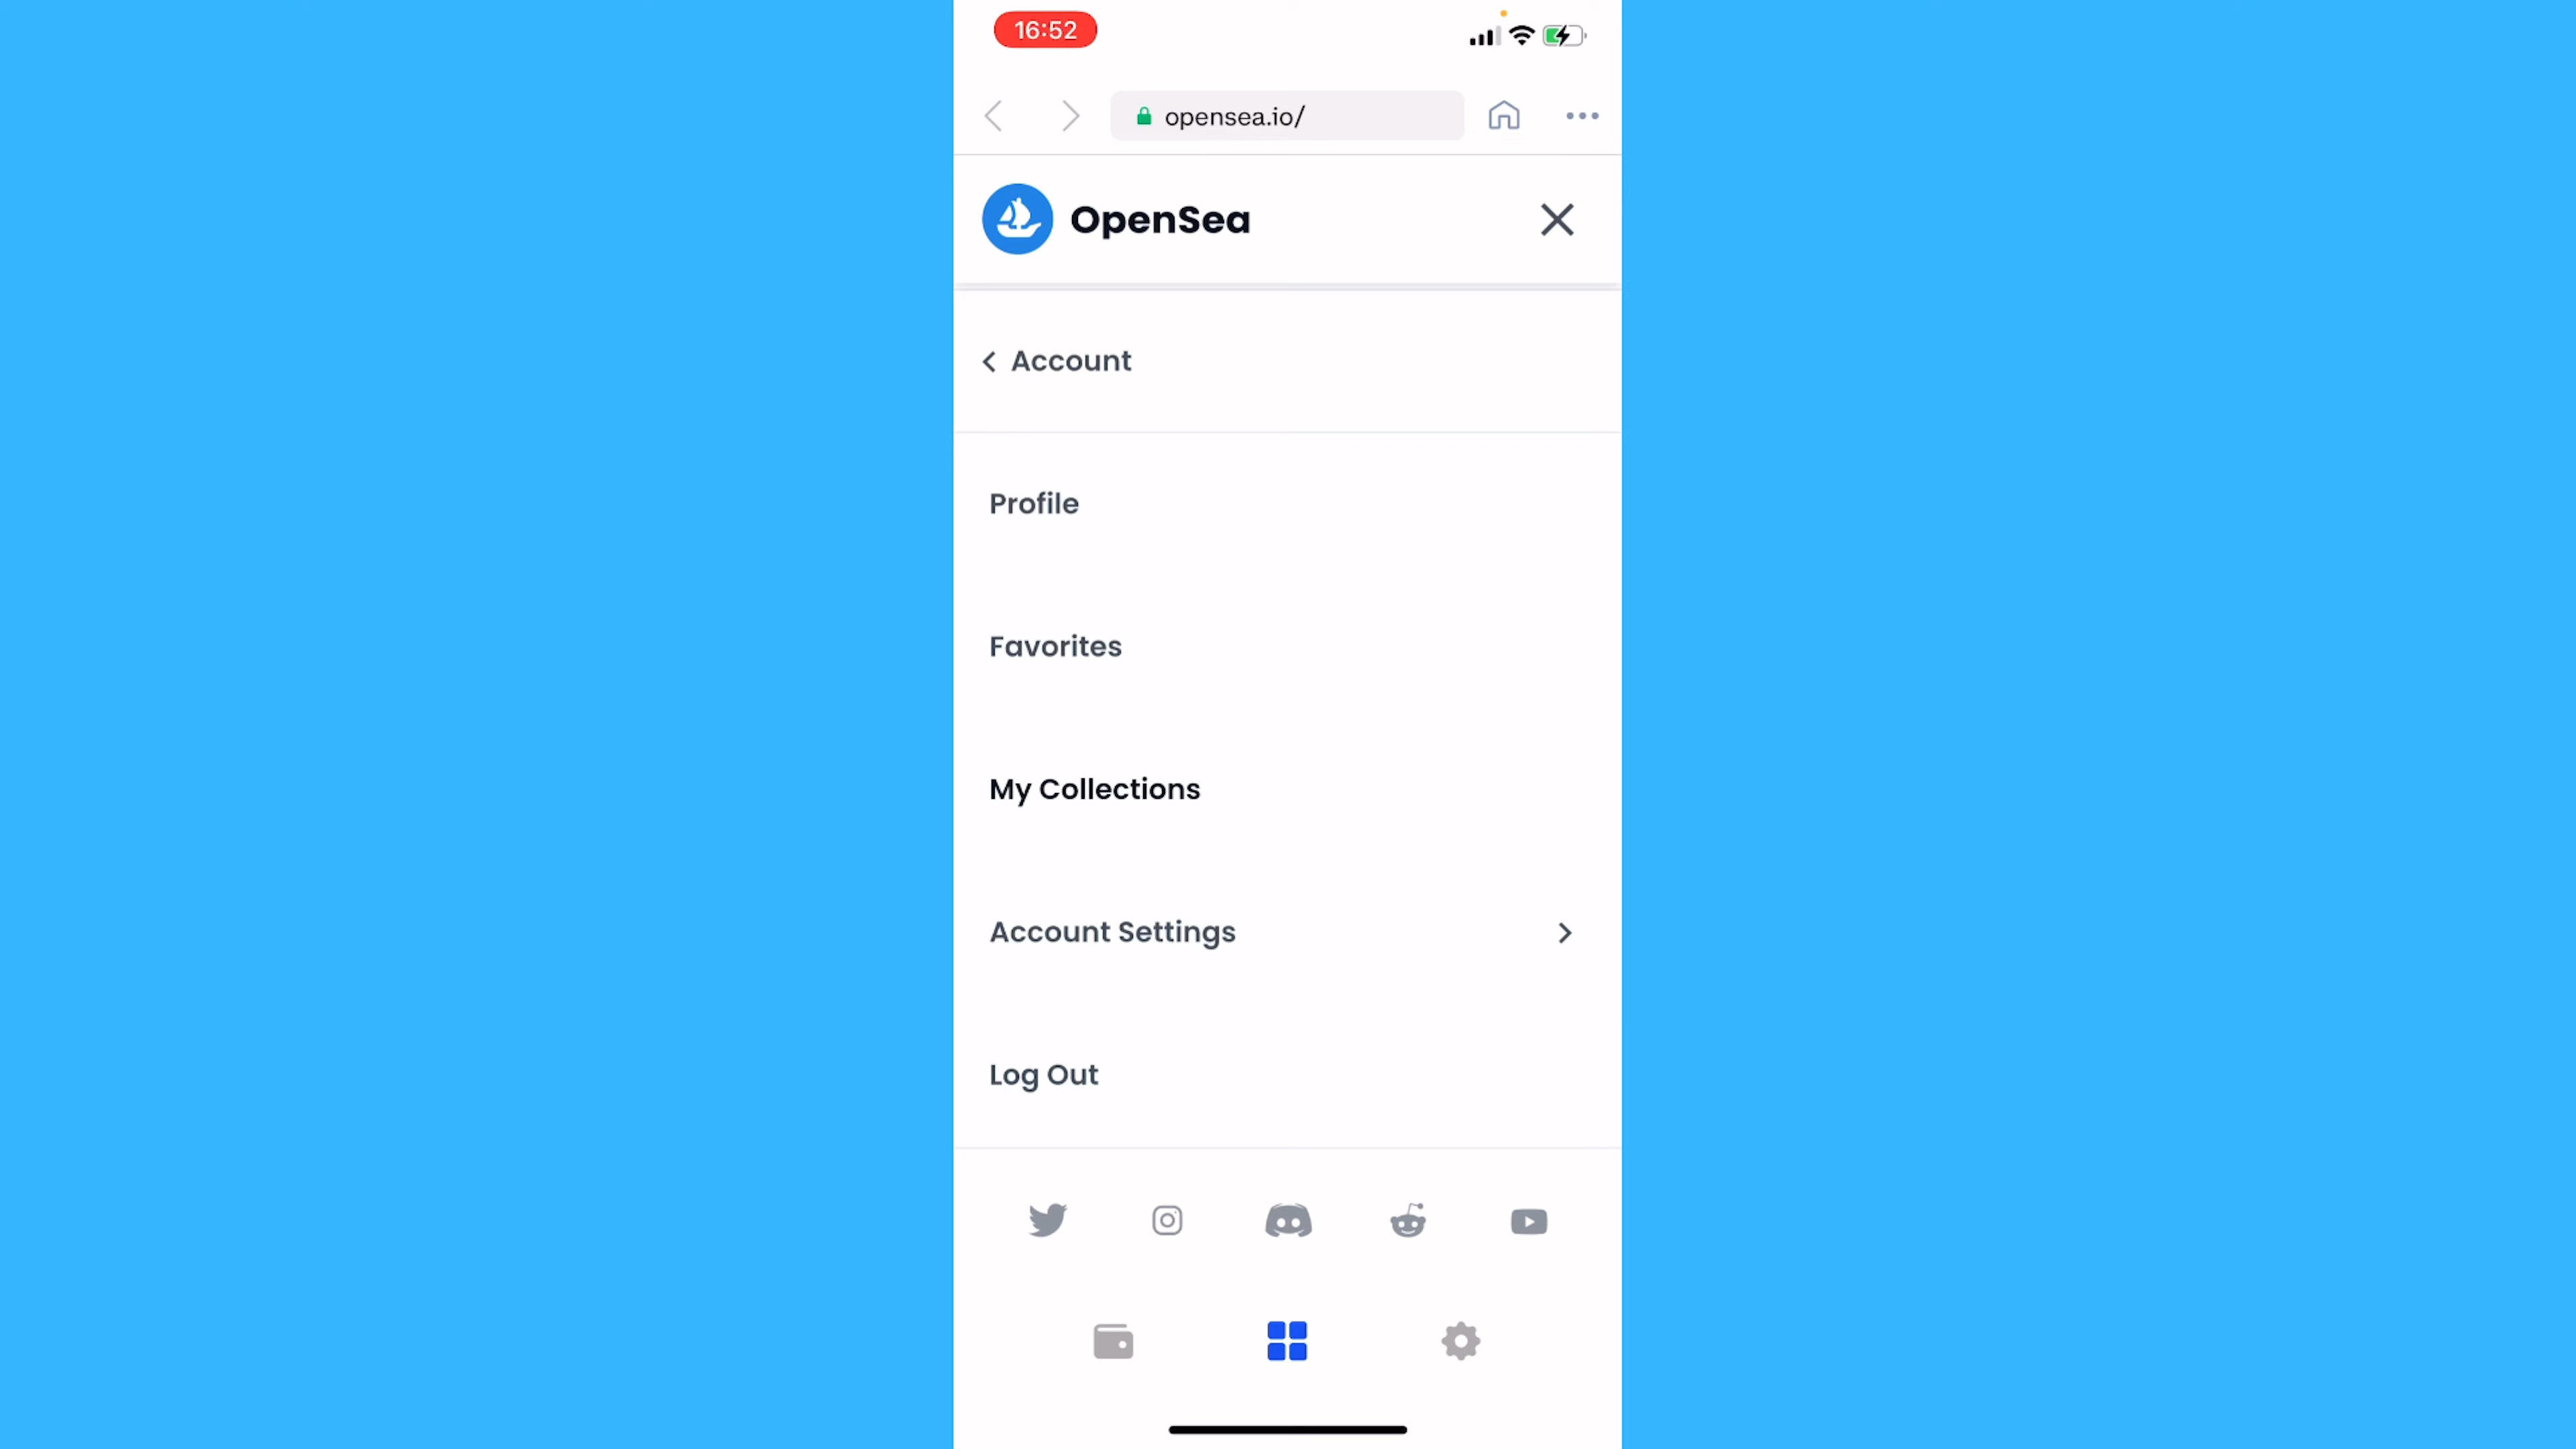 16:52
opensea.io/
OpenSea
Account
Profile
Favorites
My Collections
Account Settings
Log Out